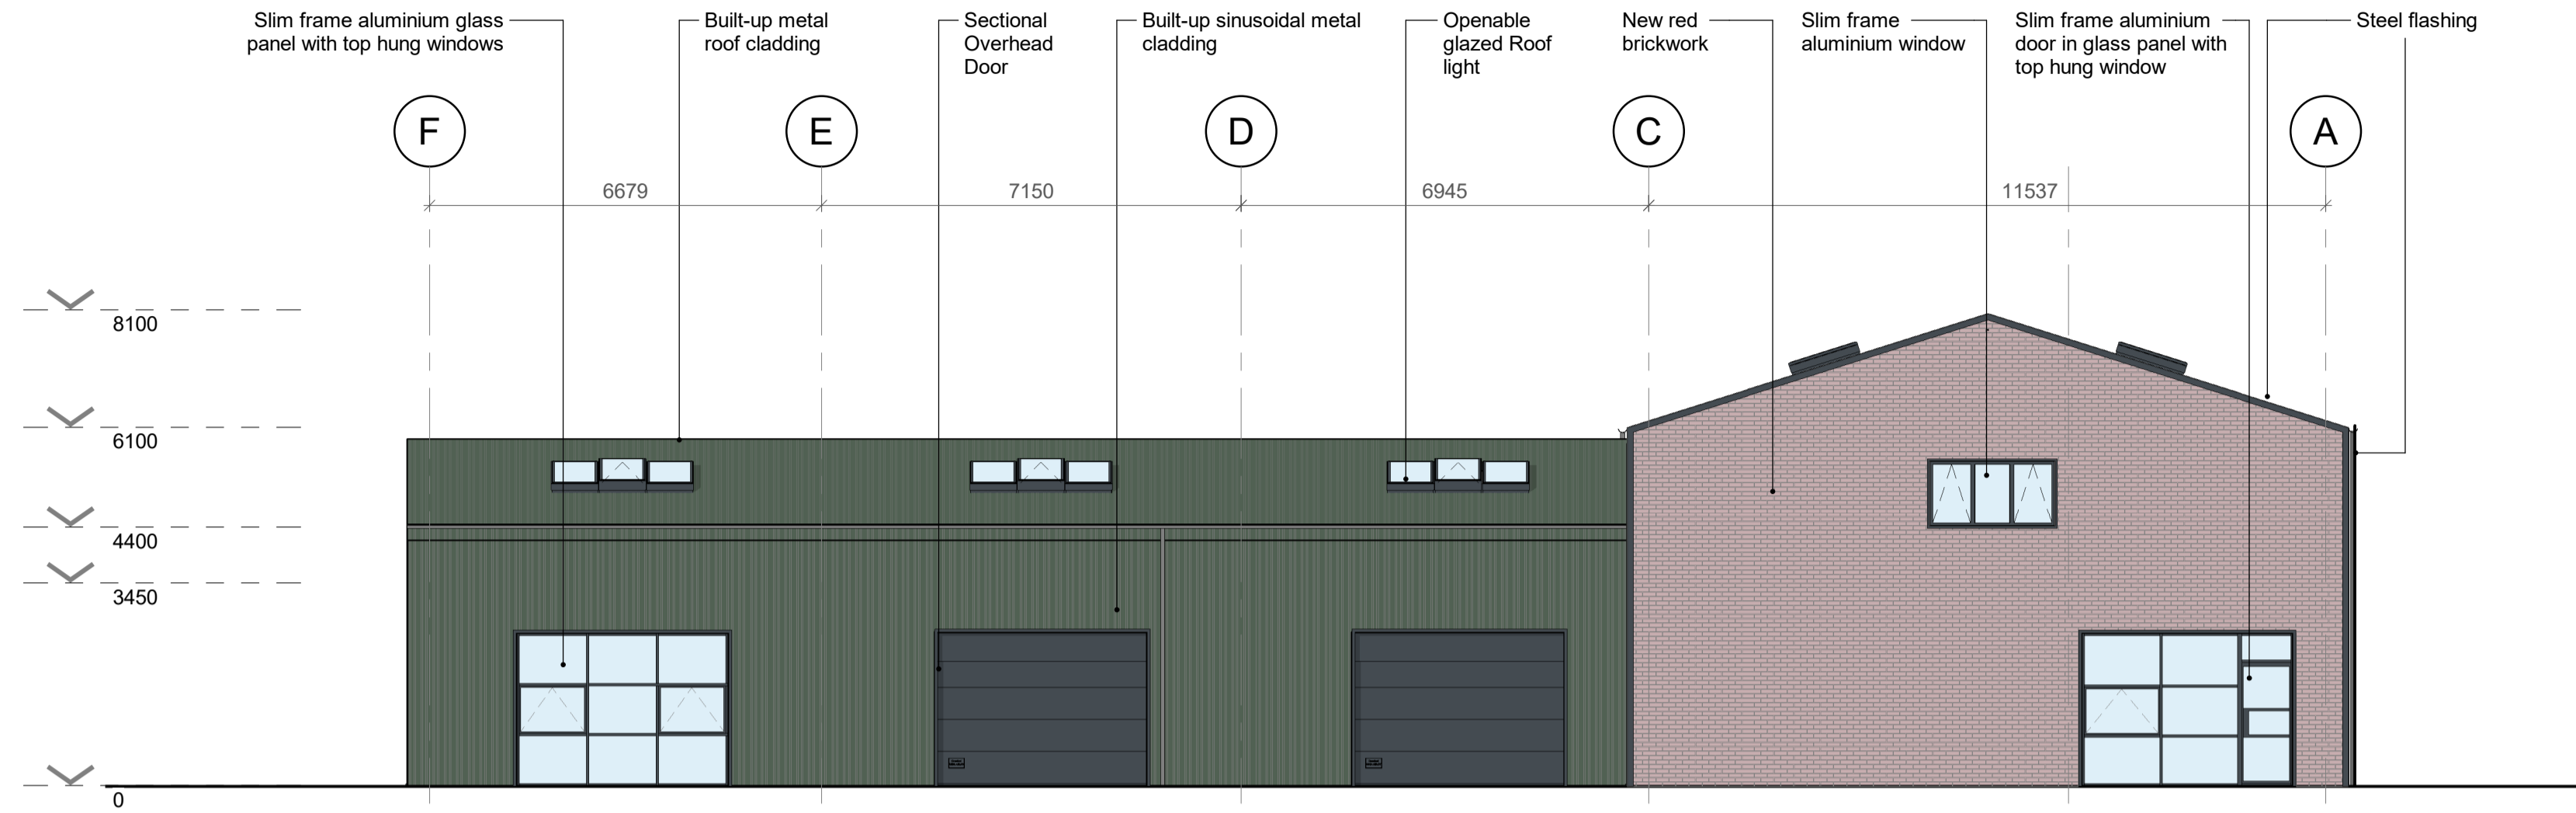 Slim frame aluminium glass
panel with top hung windows
Built-up metal
roof cladding
Sectional
Overhead
Door
Built-up sinusoidal metal
cladding
Openable
glazed Roof
light
New red
brickwork
Slim frame
aluminium window
Slim frame aluminium
door in glass panel with
top hung window
Steel flashing
F
E
D
C
A
6679
7150
6945
11537
8100
6100
4400
3450
0